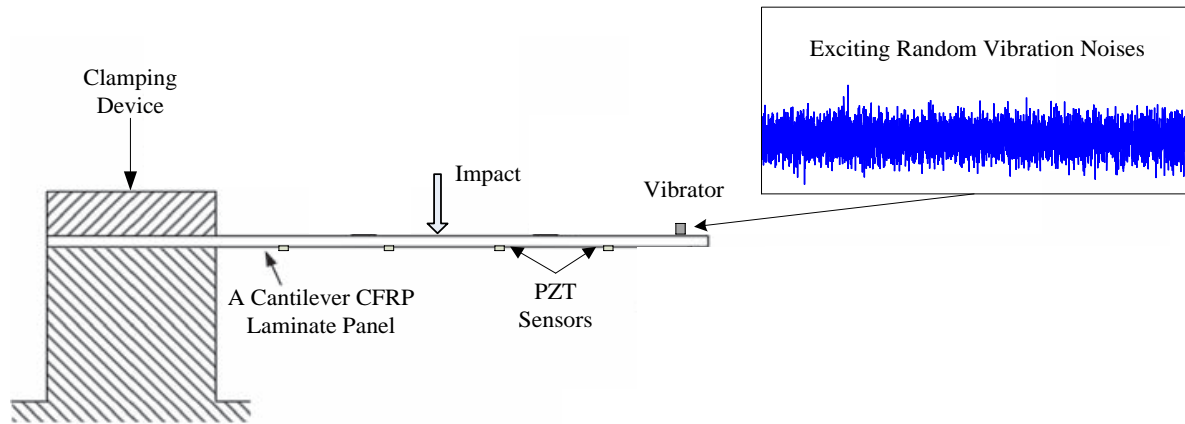 Exciting Random Vibration Noises
Clamping
Device
Impact
Vibrator
A Cantilever CFRP
Laminate Panel
PZT
Sensors